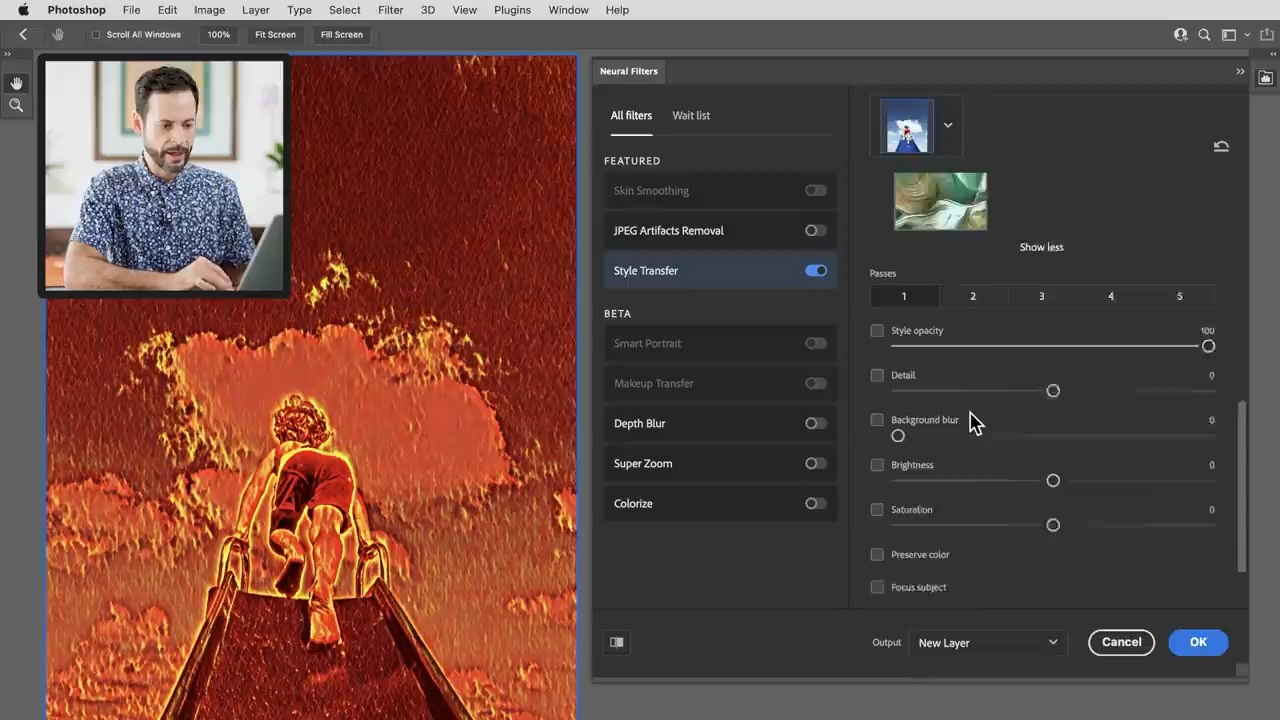 Photoshop File Edit Image Layer Type Select Filter 3D View Plugins Window Help
Scroll All Windows 100% Fit Screen Fill Screen
Neural Filters
All filters Wait list
FEATURED
Skin Smoothing
JPEG Artifacts Removal
Style Transfer
BETA
Smart Portrait
Makeup Transfer
Depth Blur
Super Zoom
Colorize
Show less
Passes
1 2 3 4 5
Style opacity 100
Detail 0
Background blur 0
Brightness 0
Saturation 0
Preserve color
Focus subject
Output New Layer Cancel OK